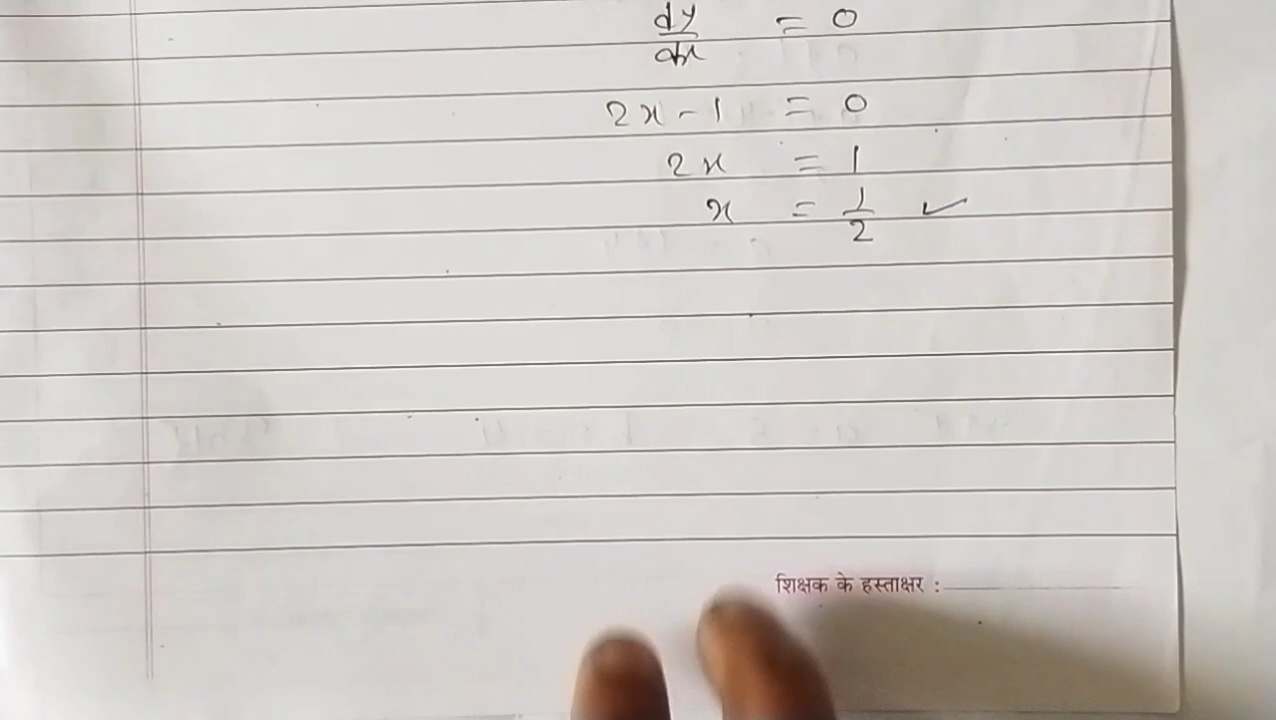 dy/dx = 0
2x - 1 = 0
2x = 1
x = 1/2 ✓
शिक्षक के हस्ताक्षर :